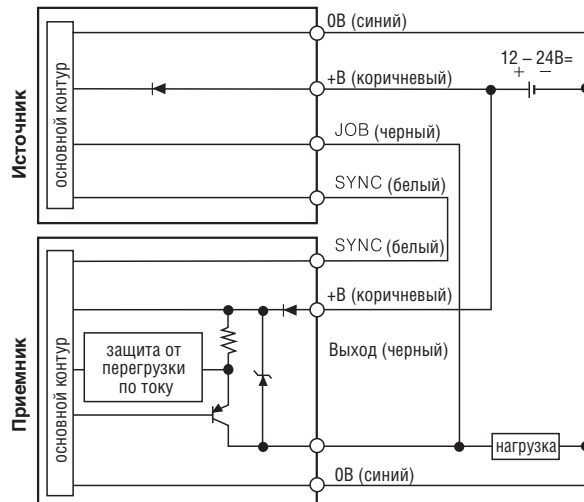 Источник
основной контур
0В (синий)
+В (коричневый)
12 – 24В=
+ –
JOB (черный)
SYNC (белый)
Приемник
основной контур
SYNC (белый)
+В (коричневый)
защита от
перегрузки
по току
Выход (черный)
нагрузка
0В (синий)